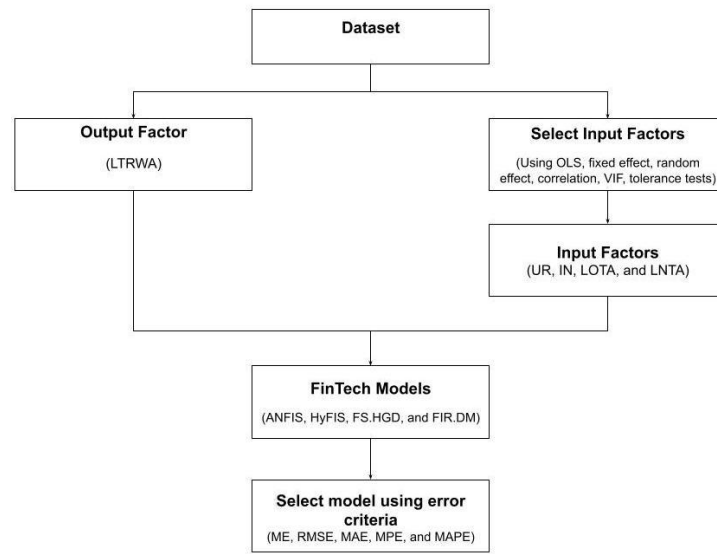 Dataset
Output Factor
(LTRWA)
Select Input Factors
(Using OLS, fixed effect, random
effect, correlation, VIF, tolerance tests)
Input Factors
(UR, IN, LOTA, and LNTA)
FinTech Models
(ANFIS, HyFIS, FS.HGD, and FIR.DM)
Select model using error
criteria
(ME, RMSE, MAE, MPE, and MAPE)